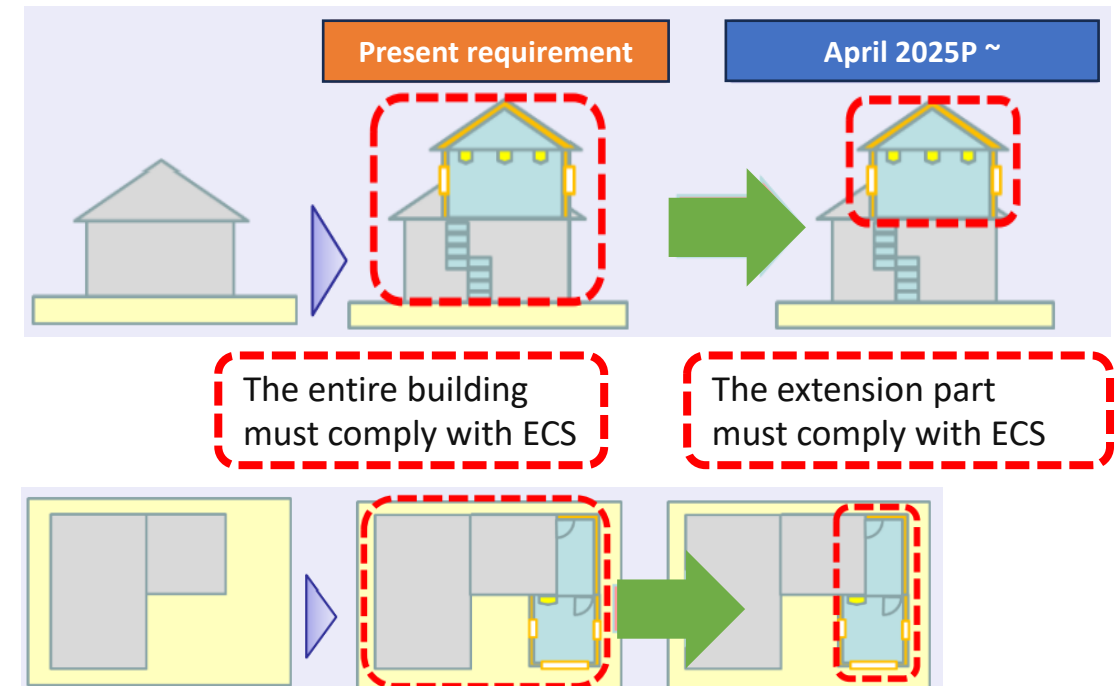 Present requirement
April 2025P ~
The entire building
must comply with ECS
The extension part
must comply with ECS